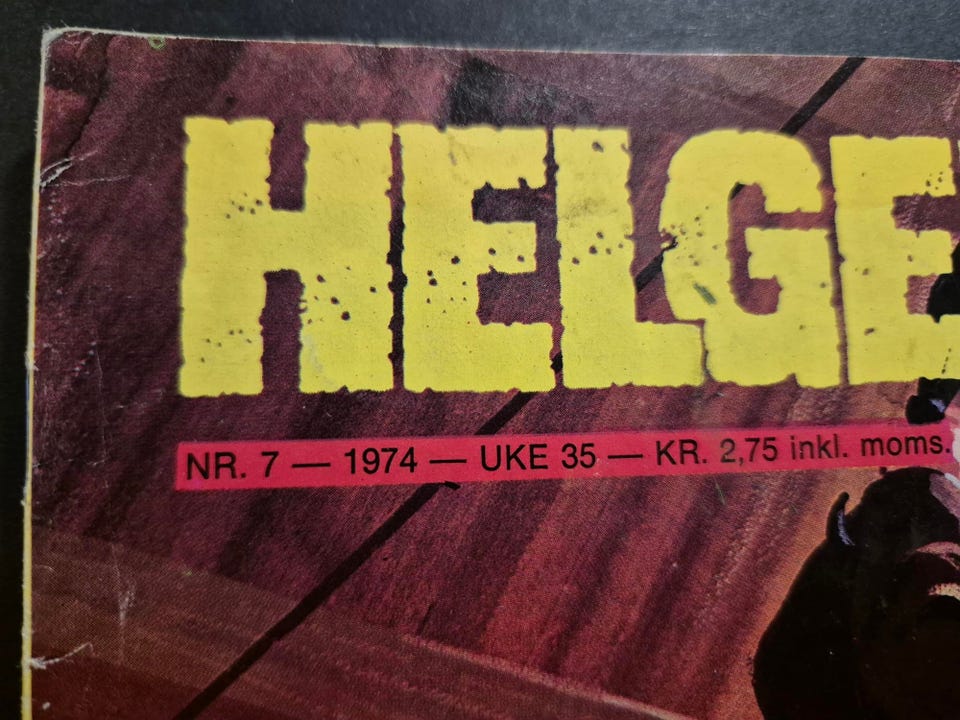 HELGE
NR. 7 — 1974 — UKE 35 — KR. 2,75 inkl. moms.